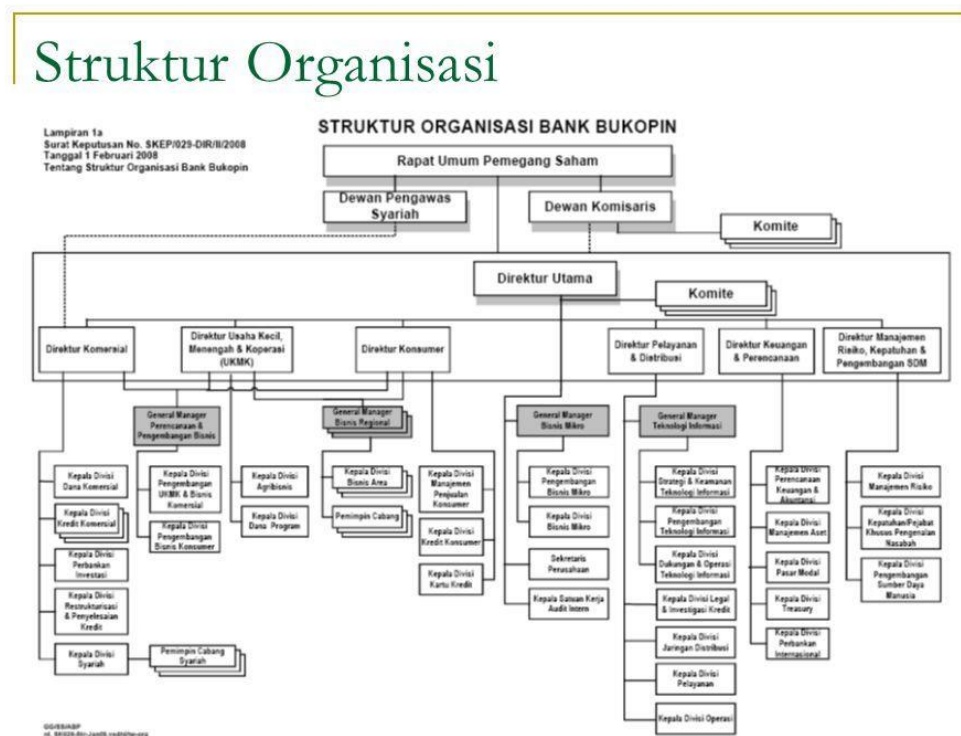 Struktur Organisasi
Lampiran 1a
Surat Keputusan No. SKEP/029-DIR/II/2008
Tanggal 1 Februari 2008
Tentang Struktur Organisasi Bank Bukopin
STRUKTUR ORGANISASI BANK BUKOPIN
Rapat Umum Pemegang Saham
Dewan Pengawas
Syariah
Dewan Komisaris
Komite
Direktur Utama
Komite
Direktur Komersial
Direktur Usaha Kecil,
Menengah & Koperasi
(UKMK)
Direktur Konsumer
Direktur Pelayanan
& Distribusi
Direktur Keuangan
& Perencanaan
Direktur Manajemen
Risiko, Kepatuhan &
Pengembangan SDM
General Manager
Perencanaan &
Pengembangan Bisnis
General Manager
Bisnis Regional
General Manager
Bisnis Mikro
General Manager
Teknologi Informasi
Kepala Divisi
Dana Komersial
Kepala Divisi
Kredit Komersial
Kepala Divisi
Perbankan
Investasi
Kepala Divisi
Restrukturisasi
& Penyelesaian
Kredit
Kepala Divisi
Syariah
Pemimpin Cabang
Syariah
Kepala Divisi
Pengembangan
UKMK & Bisnis
Komersial
Kepala Divisi
Pengembangan
Bisnis Konsumer
Kepala Divisi
Agribisnis
Kepala Divisi
Dana Program
Kepala Divisi
Bisnis Area
Pemimpin Cabang
Kepala Divisi
Manajemen
Penjualan
Konsumer
Kepala Divisi
Kredit Konsumer
Kepala Divisi
Kartu Kredit
Kepala Divisi
Pengembangan
Bisnis Mikro
Kepala Divisi
Bisnis Mikro
Sekretaris
Perusahaan
Kepala Satuan Kerja
Audit Intern
Kepala Divisi
Strategi & Keamanan
Teknologi Informasi
Kepala Divisi
Pengembangan
Teknologi Informasi
Kepala Divisi
Dukungan & Operasi
Teknologi Informasi
Kepala Divisi Legal
& Investigasi Kredit
Kepala Divisi
Jaringan Distribusi
Kepala Divisi
Pelayanan
Kepala Divisi Operasi
Kepala Divisi
Perencanaan
Keuangan &
Akuntansi
Kepala Divisi
Manajemen Aset
Kepala Divisi
Pasar Modal
Kepala Divisi
Treasury
Kepala Divisi
Perbankan
Internasional
Kepala Divisi
Manajemen Risiko
Kepala Divisi
Kepatuhan/Pejabat
Khusus Pengenalan
Nasabah
Kepala Divisi
Pengembangan
Sumber Daya
Manusia